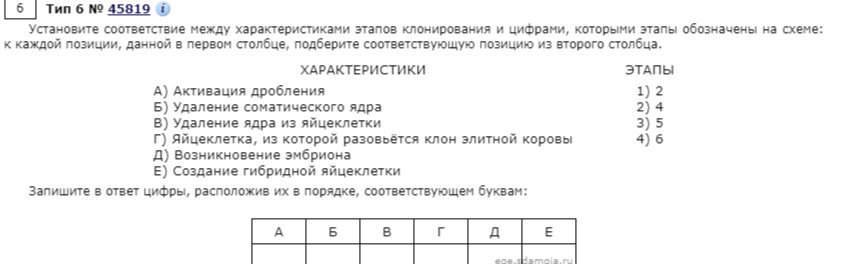 6 Тип 6 № 45819 i
Установите соответствие между характеристиками этапов клонирования и цифрами, которыми этапы обозначены на схеме:
к каждой позиции, данной в первом столбце, подберите соответствующую позицию из второго столбца.
ХАРАКТЕРИСТИКИ ЭТАПЫ
А) Активация дробления 1) 2
Б) Удаление соматического ядра 2) 4
В) Удаление ядра из яйцеклетки 3) 5
Г) Яйцеклетка, из которой разовьётся клон элитной коровы 4) 6
Д) Возникновение эмбриона
Е) Создание гибридной яйцеклетки
Запишите в ответ цифры, расположив их в порядке, соответствующем буквам:
А Б В Г Д Е
ege.sdamgia.ru